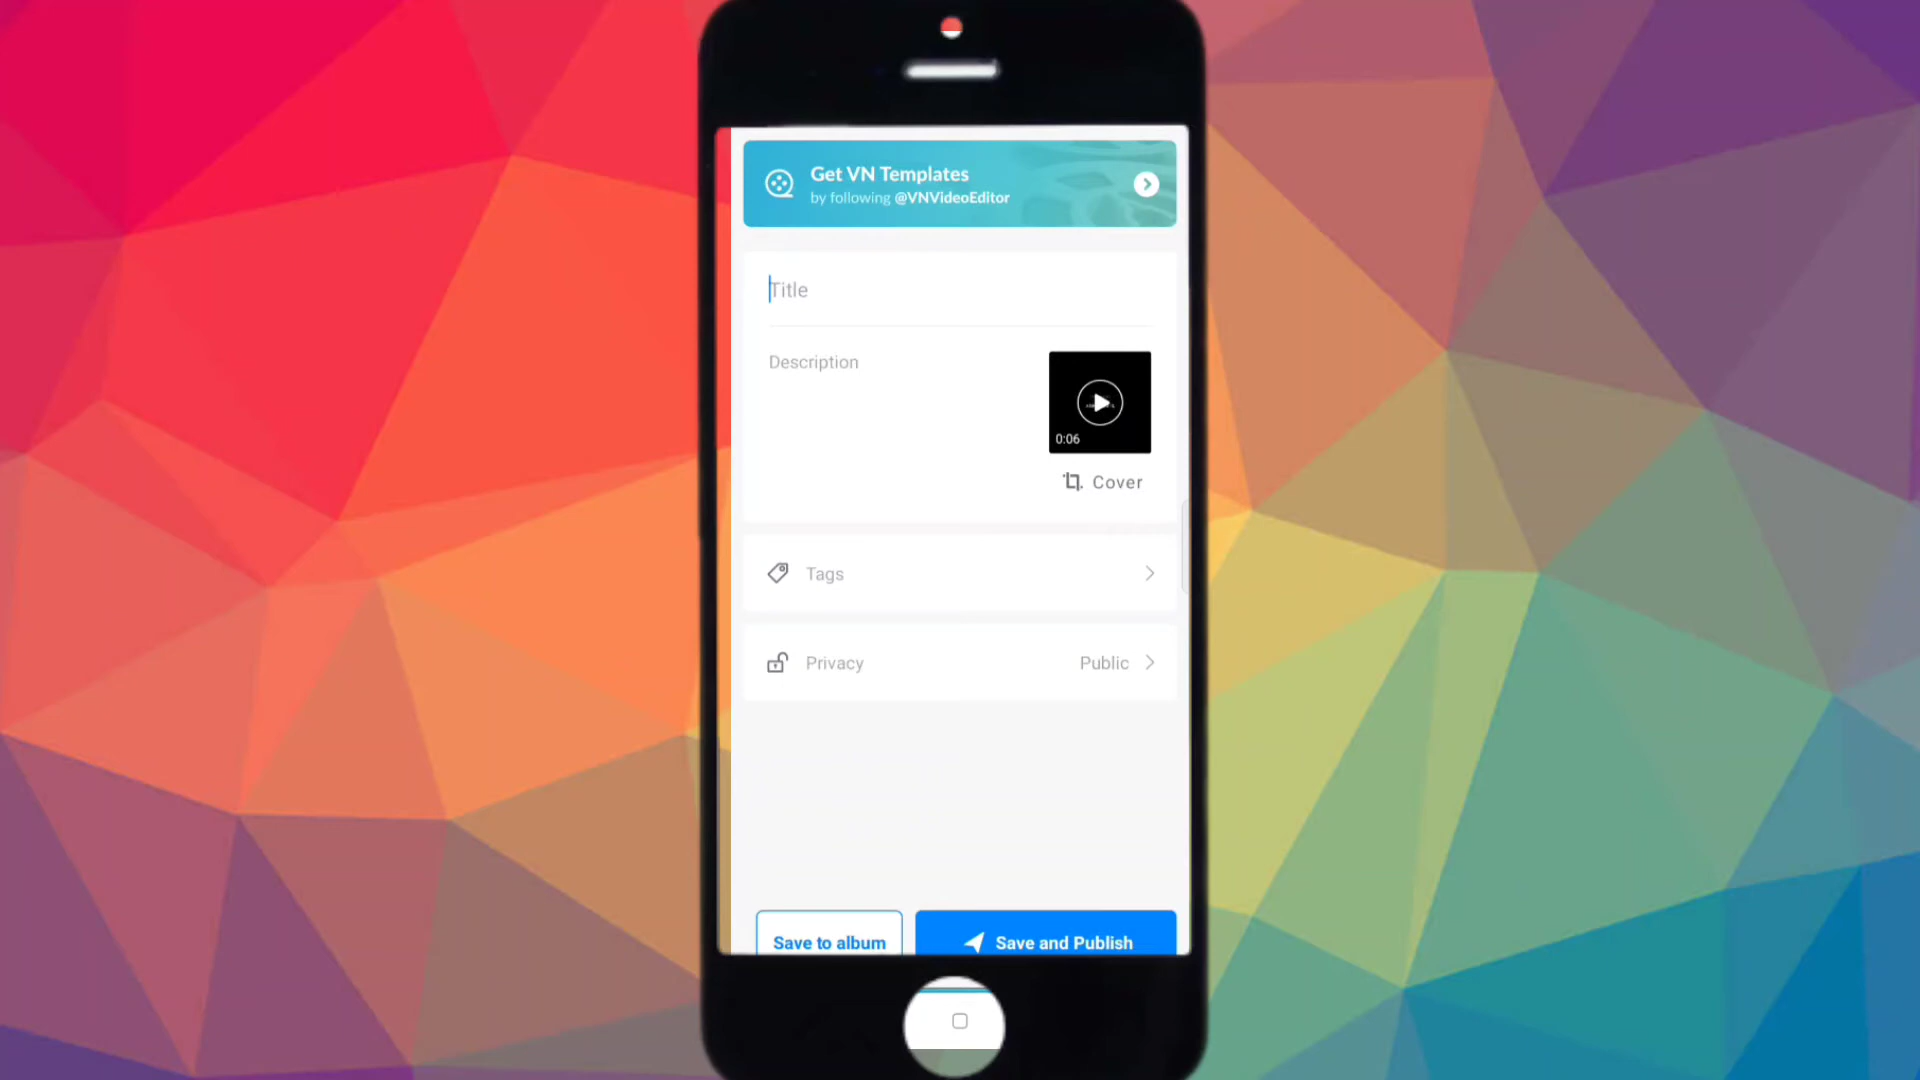 Get VN Templates
by following @VNVideoEditor
Title
Description
0:06
Cover
Tags
Privacy
Public
Save to album
Save and Publish